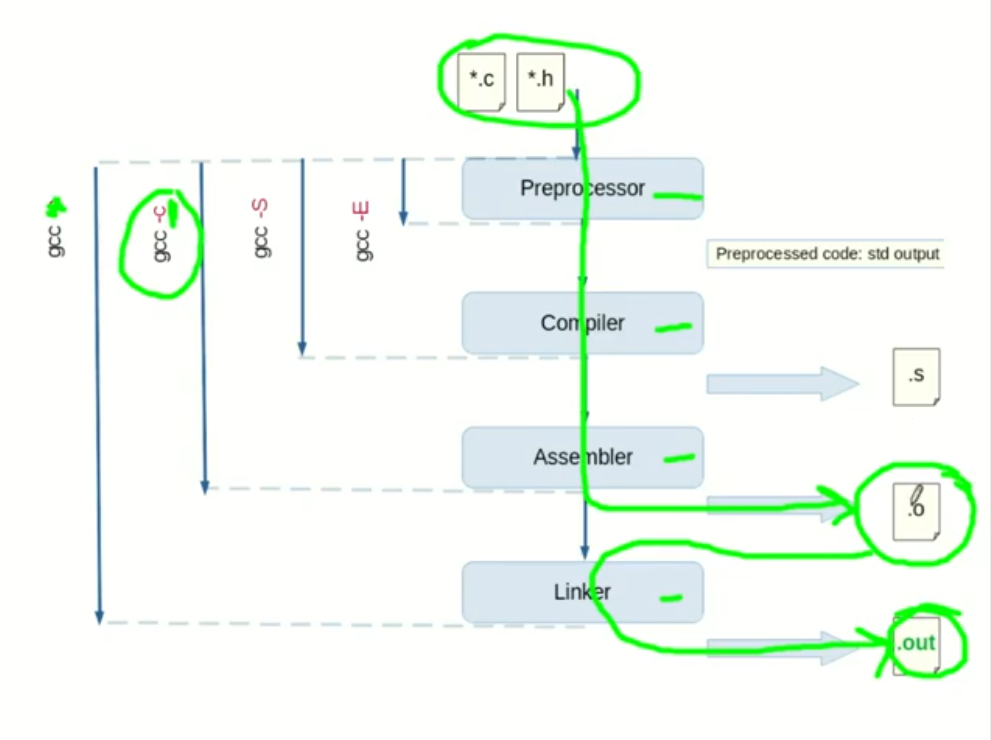 *.c
*.h
gcc
gcc -c
gcc -S
gcc -E
Preprocessor
Preprocessed code: std output
Compiler
.s
Assembler
.o
Linker
.out